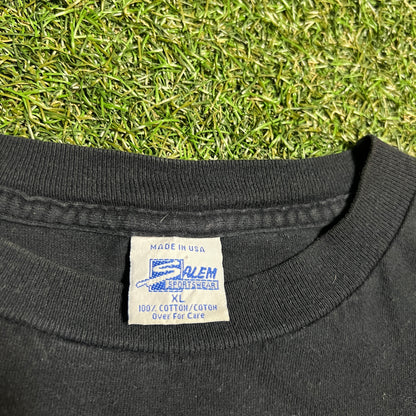 MADE IN USA
SALEM
SPORTSWEAR
XL
100% COTTON/COTON
Over For Care